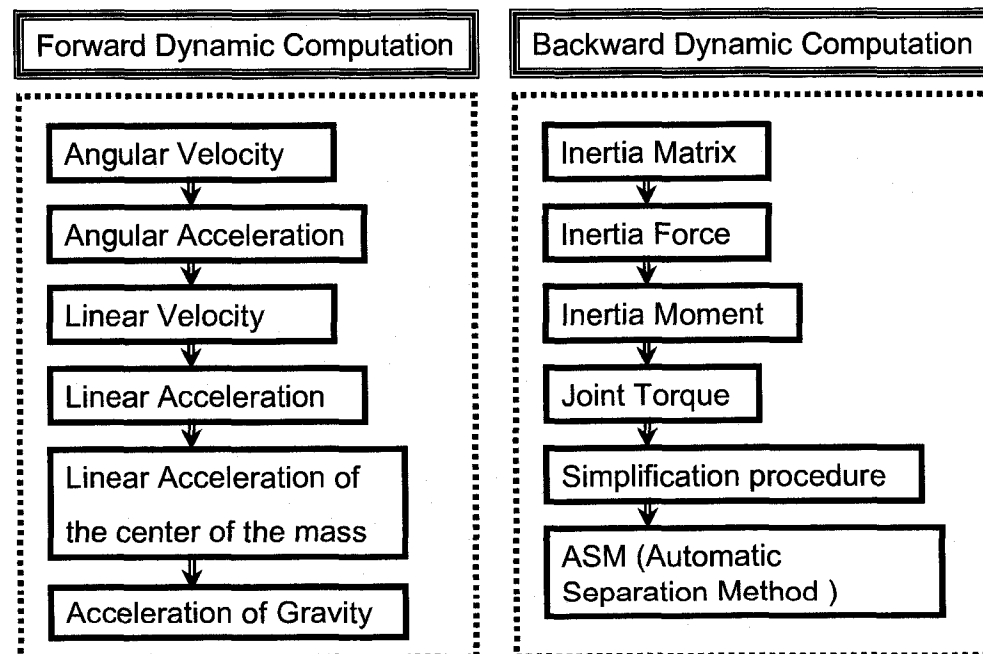 Forward Dynamic Computation
Angular Velocity
Angular Acceleration
Linear Velocity
Linear Acceleration
Linear Acceleration of
the center of the mass
Acceleration of Gravity
Backward Dynamic Computation
Inertia Matrix
Inertia Force
Inertia Moment
Joint Torque
Simplification procedure
ASM (Automatic
Separation Method )